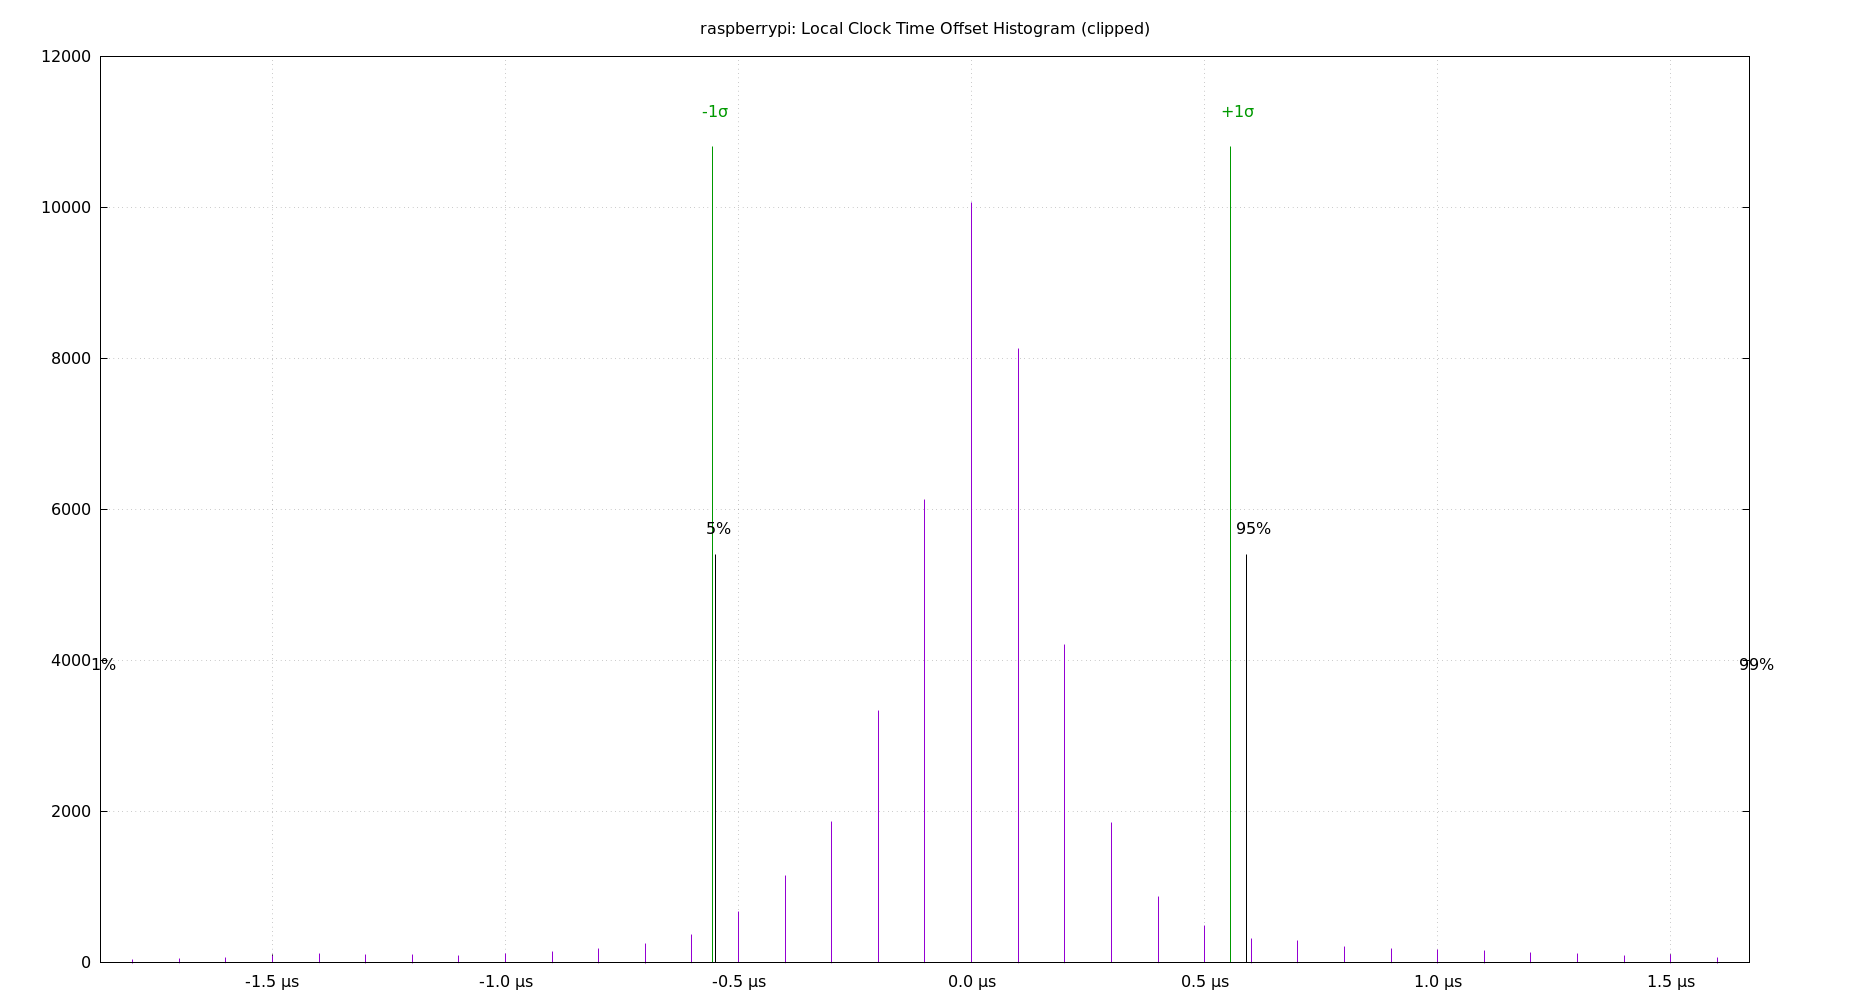 raspberrypi: Local Clock Time Offset Histogram (clipped)
12000
-1σ
+1σ
10000
8000
6000
5%
95%
4000
1%
99%
2000
0
-1.5 µs
-1.0 µs
-0.5 µs
0.0 µs
0.5 µs
1.0 µs
1.5 µs